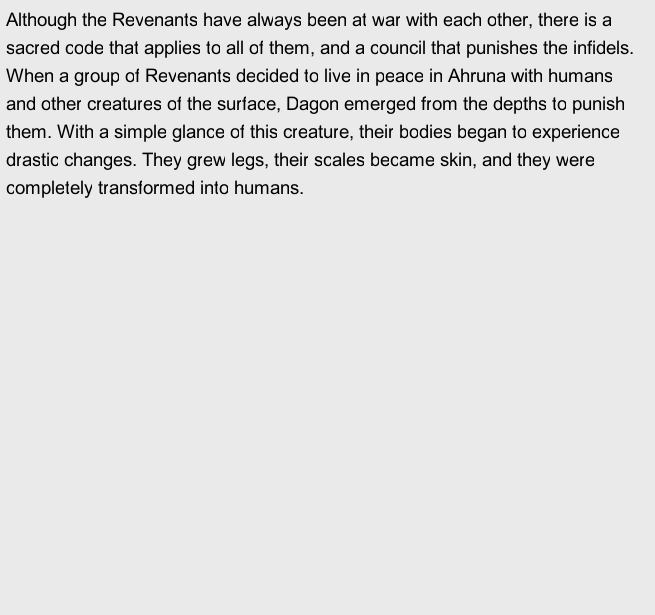 Although the Revenants have always been at war with each other, there is a
sacred code that applies to all of them, and a council that punishes the infidels.
When a group of Revenants decided to live in peace in Ahruna with humans
and other creatures of the surface, Dagon emerged from the depths to punish
them. With a simple glance of this creature, their bodies began to experience
drastic changes. They grew legs, their scales became skin, and they were
completely transformed into humans.